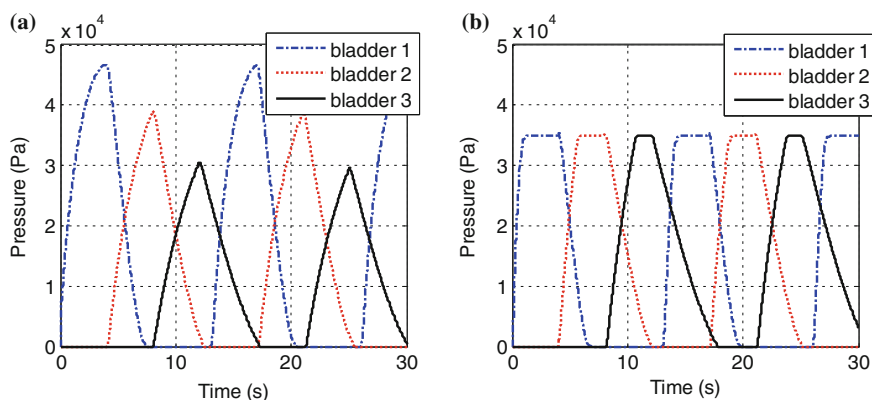 (a)
x 10^4
5
4
3
2
1
0
Pressure (Pa)
0 10 20 30
Time (s)
bladder 1
bladder 2
bladder 3
(b)
x 10^4
5
4
3
2
1
0
Pressure (Pa)
0 10 20 30
Time (s)
bladder 1
bladder 2
bladder 3